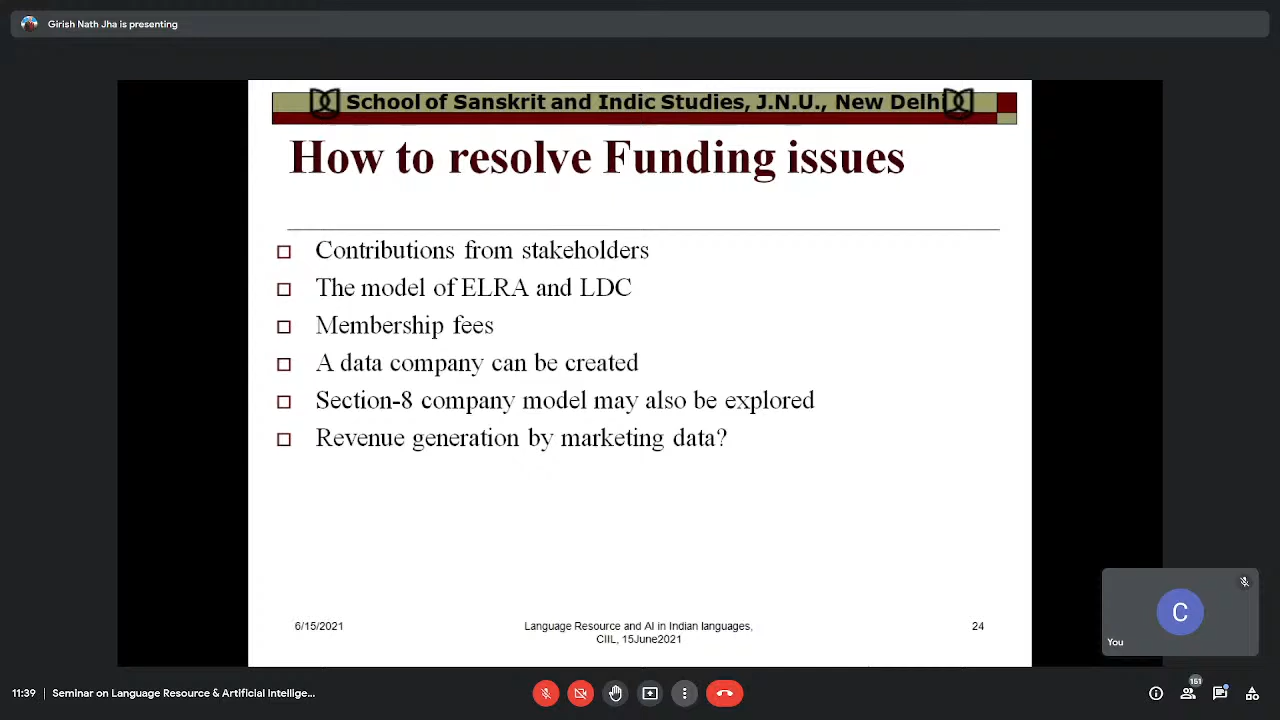 Girish Nath Jha is presenting
School of Sanskrit and Indic Studies, J.N.U., New Delhi
How to resolve Funding issues
Contributions from stakeholders
The model of ELRA and LDC
Membership fees
A data company can be created
Section-8 company model may also be explored
Revenue generation by marketing data?
6/15/2021
Language Resource and AI in Indian languages,
CIIL, 15June2021
24
C
You
11:39 | Seminar on Language Resource & Artificial Intellige...
151